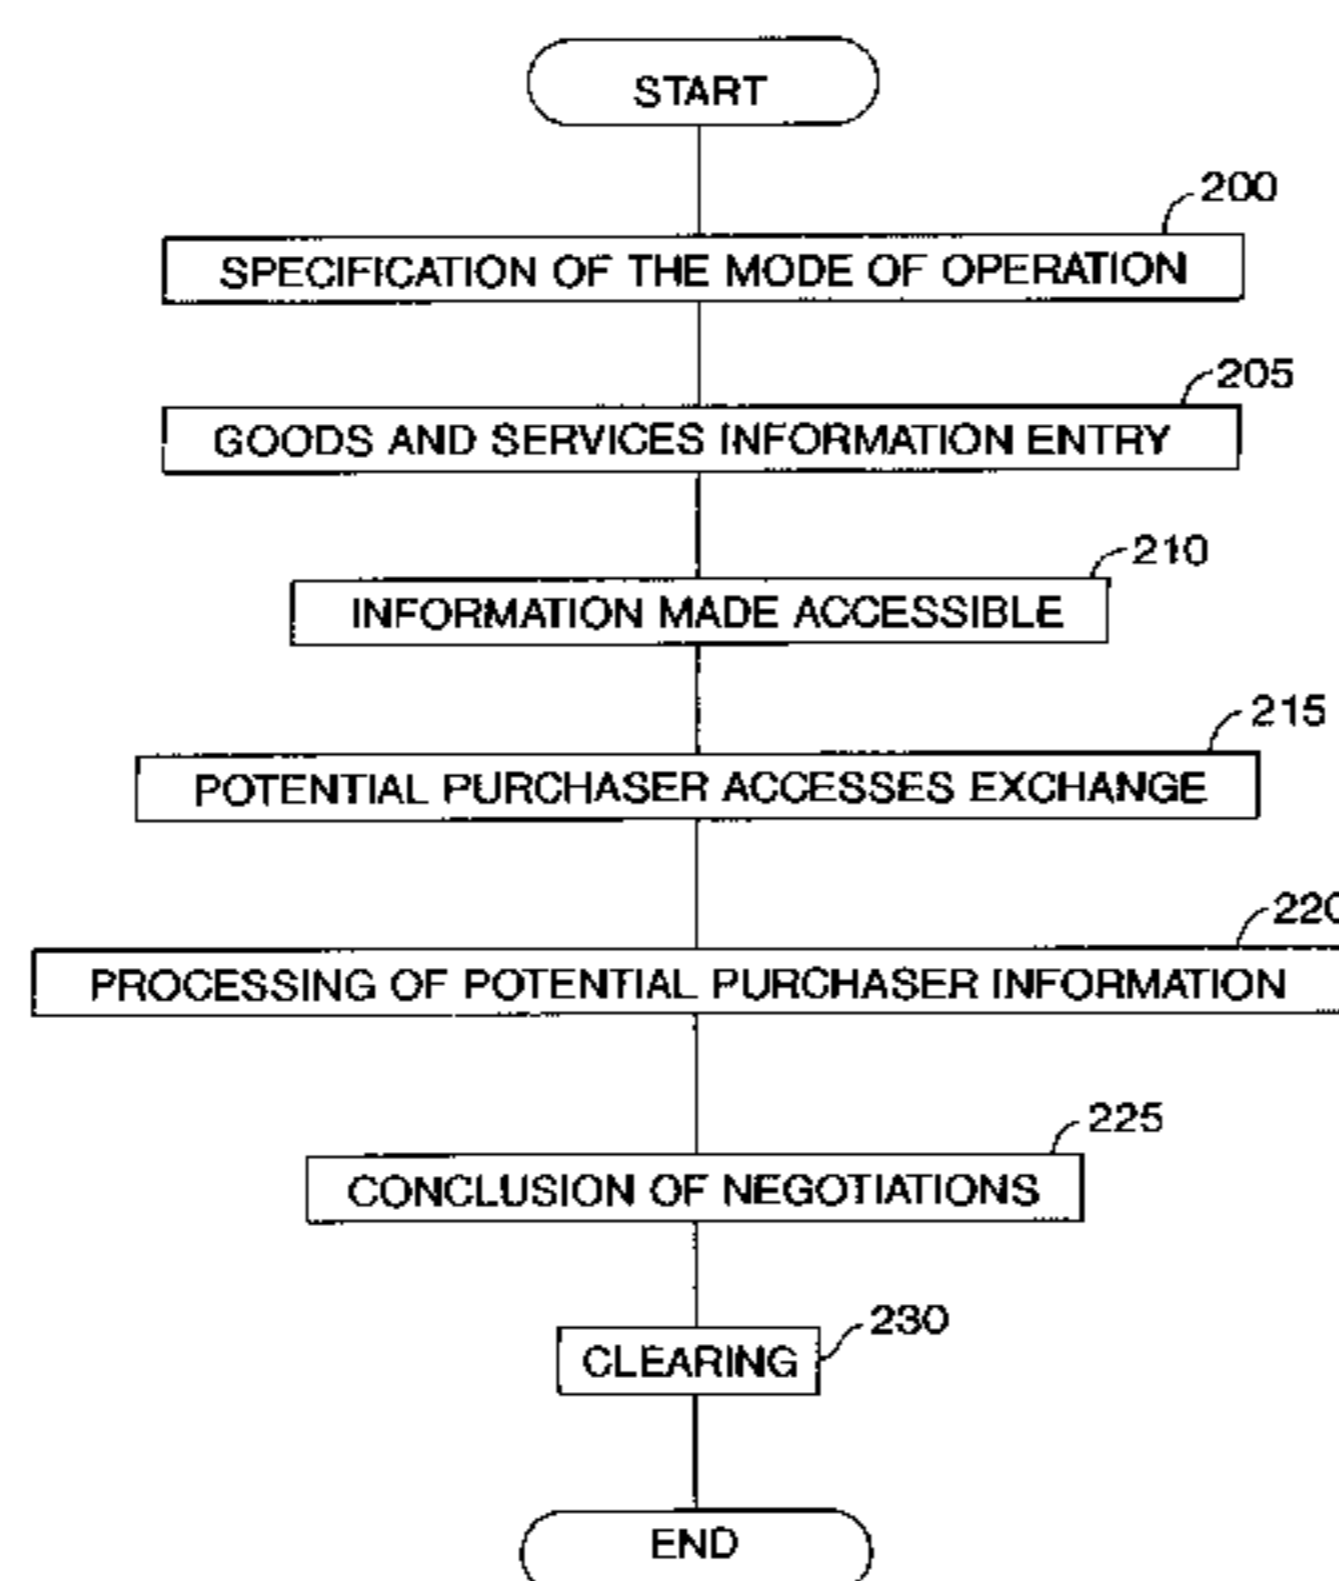 START
200
SPECIFICATION OF THE MODE OF OPERATION
205
GOODS AND SERVICES INFORMATION ENTRY
210
INFORMATION MADE ACCESSIBLE
215
POTENTIAL PURCHASER ACCESSES EXCHANGE
220
PROCESSING OF POTENTIAL PURCHASER INFORMATION
225
CONCLUSION OF NEGOTIATIONS
230
CLEARING
END